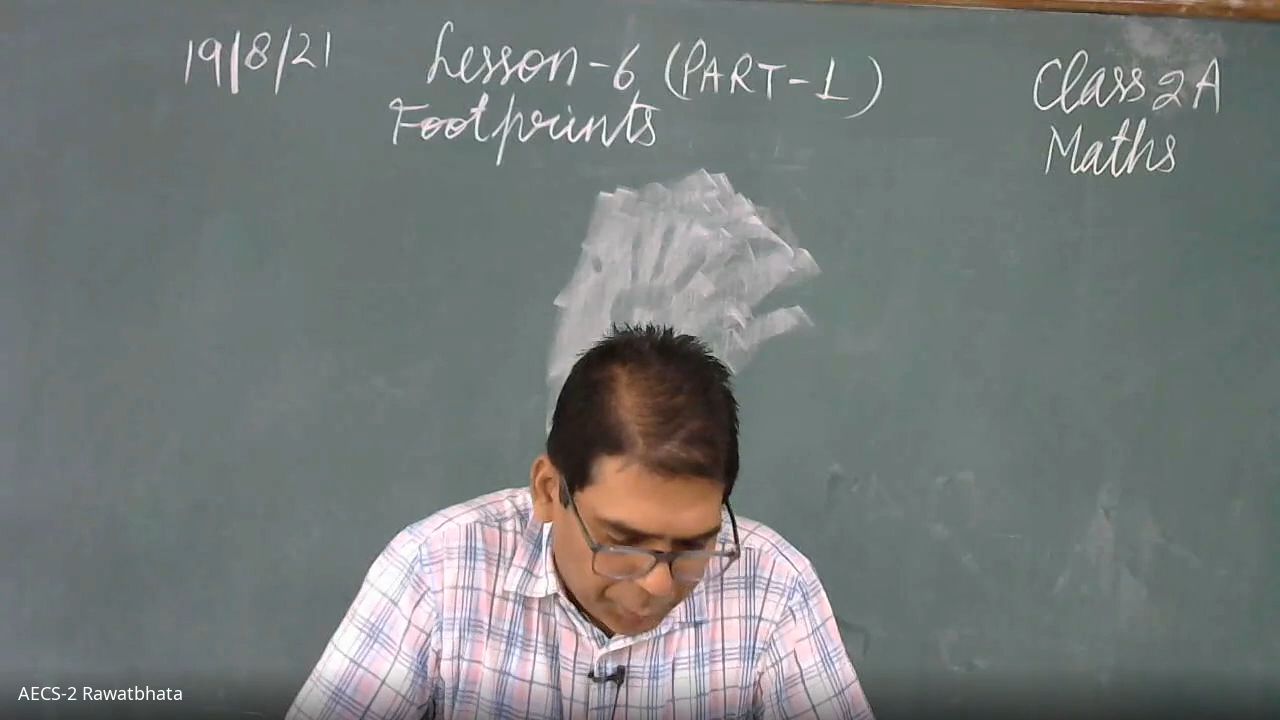 19/8/21 Lesson-6 (PART-1) Class 2A
Footprints Maths
AECS-2 Rawatbhata